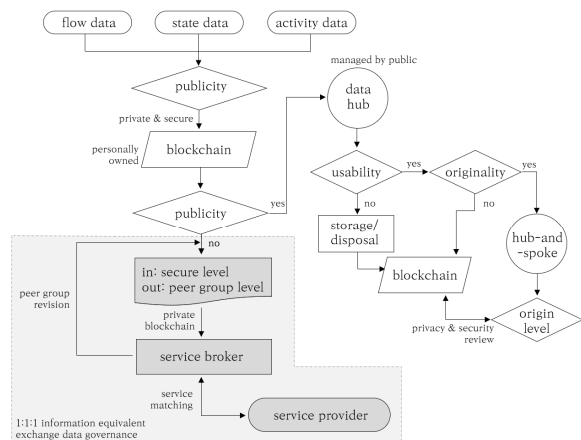 flow data
state data
activity data
publicity
private & secure
personally
owned
blockchain
publicity
yes
no
in: secure level
out: peer group level
peer group
revision
private
blockchain
service broker
service
matching
service provider
1:1:1 information equivalent
exchange data governance
managed by public
data
hub
usability
yes
originality
yes
no
no
storage/
disposal
hub-and
-spoke
blockchain
privacy & security
review
origin
level